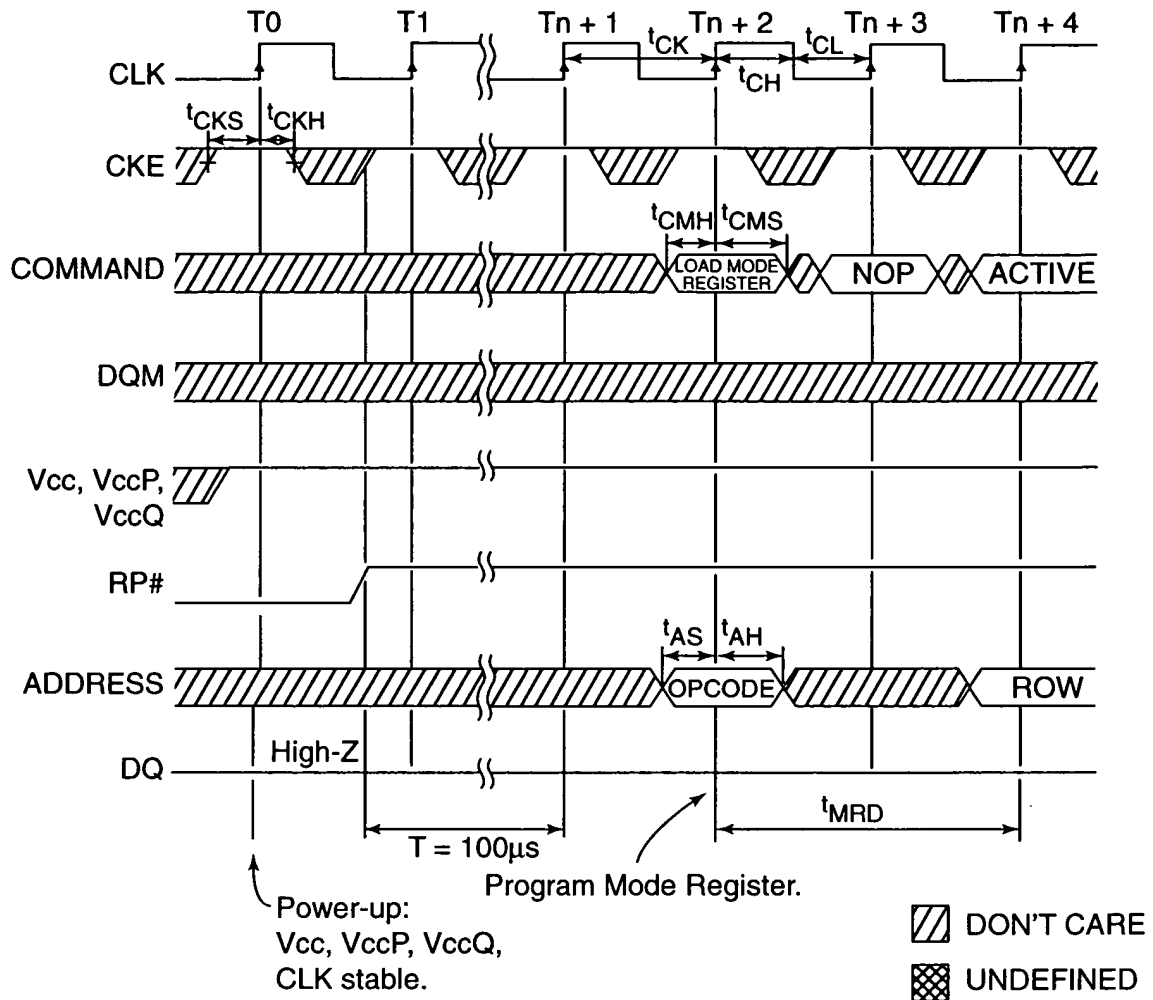 T0 T1 Tn + 1 Tn + 2 Tn + 3 Tn + 4
tCK tCL
CLK
tCH
tCKS tCKH
CKE
tCMH tCMS
COMMAND LOAD MODE REGISTER NOP ACTIVE
DQM
Vcc, VccP,
VccQ
RP#
tAS tAH
ADDRESS OPCODE ROW
High-Z
DQ
tMRD
T = 100μs
Program Mode Register.
Power-up:
Vcc, VccP, VccQ,
CLK stable.
DON'T CARE
UNDEFINED